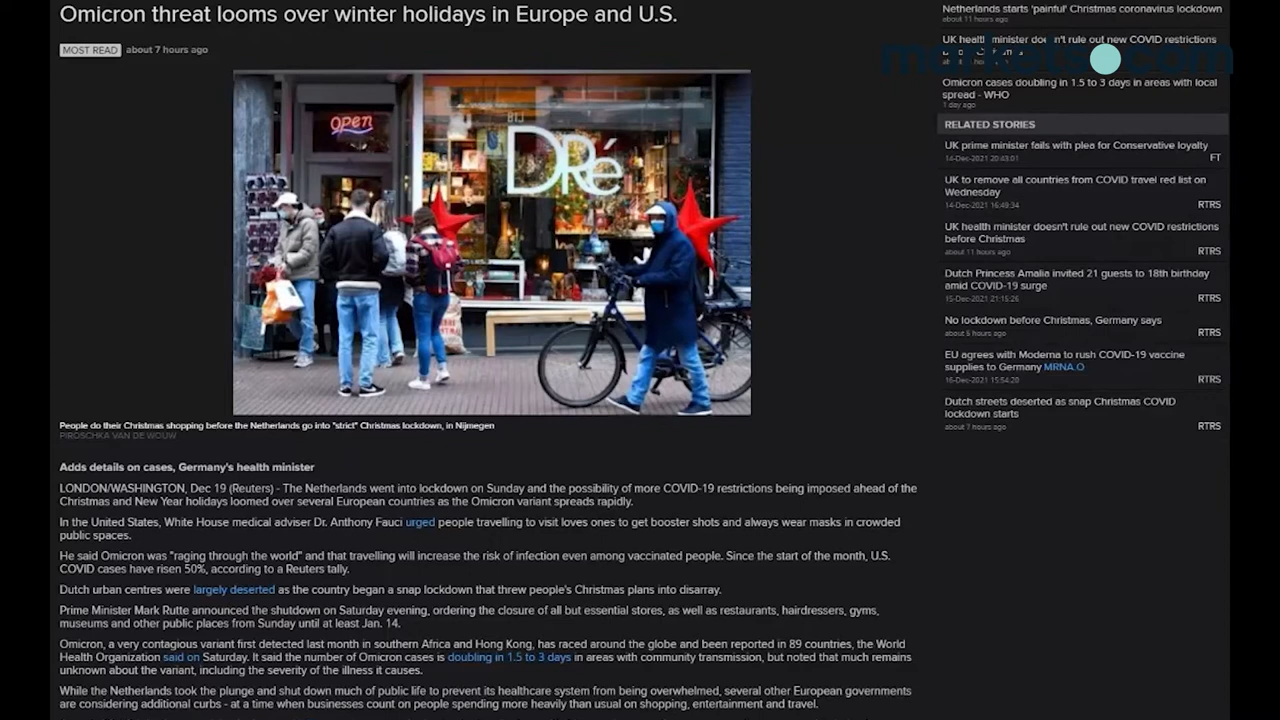 Omicron threat looms over winter holidays in Europe and U.S.
MOST READ about 7 hours ago
open
BIJ
DRé
People do their Christmas shopping before the Netherlands go into "strict" Christmas lockdown, in Nijmegen
PIROSCHKA VAN DE WOUW
Adds details on cases, Germany's health minister
LONDON/WASHINGTON, Dec 19 (Reuters) - The Netherlands went into lockdown on Sunday and the possibility of more COVID-19 restrictions being imposed ahead of the
Christmas and New Year holidays loomed over several European countries as the Omicron variant spreads rapidly.
In the United States, White House medical adviser Dr. Anthony Fauci urged people travelling to visit loves ones to get booster shots and always wear masks in crowded
public spaces.
He said Omicron was "raging through the world" and that travelling will increase the risk of infection even among vaccinated people. Since the start of the month, U.S.
COVID cases have risen 50%, according to a Reuters tally.
Dutch urban centres were largely deserted as the country began a snap lockdown that threw people's Christmas plans into disarray.
Prime Minister Mark Rutte announced the shutdown on Saturday evening, ordering the closure of all but essential stores, as well as restaurants, hairdressers, gyms,
museums and other public places from Sunday until at least Jan. 14.
Omicron, a very contagious variant first detected last month in southern Africa and Hong Kong, has raced around the globe and been reported in 89 countries, the World
Health Organization said on Saturday. It said the number of Omicron cases is doubling in 1.5 to 3 days in areas with community transmission, but noted that much remains
unknown about the variant, including the severity of the illness it causes.
While the Netherlands took the plunge and shut down much of public life to prevent its healthcare system from being overwhelmed, several other European governments
are considering additional curbs - at a time when businesses count on people spending more heavily than usual on shopping, entertainment and travel.
Netherlands starts 'painful' Christmas coronavirus lockdown
about 11 hours ago
UK health minister doesn't rule out new COVID restrictions
before Christmas
markets.com
Omicron cases doubling in 1.5 to 3 days in areas with local
spread - WHO
1 day ago
RELATED STORIES
UK prime minister fails with plea for Conservative loyalty
14-Dec-2021 20:43:01 FT
UK to remove all countries from COVID travel red list on
Wednesday
14-Dec-2021 16:49:34 RTRS
UK health minister doesn't rule out new COVID restrictions
before Christmas
about 11 hours ago RTRS
Dutch Princess Amalia invited 21 guests to 18th birthday
amid COVID-19 surge
15-Dec-2021 21:15:26 RTRS
No lockdown before Christmas, Germany says
about 5 hours ago RTRS
EU agrees with Moderna to rush COVID-19 vaccine
supplies to Germany MRNA.O
16-Dec-2021 15:54:20 RTRS
Dutch streets deserted as snap Christmas COVID
lockdown starts
about 7 hours ago RTRS